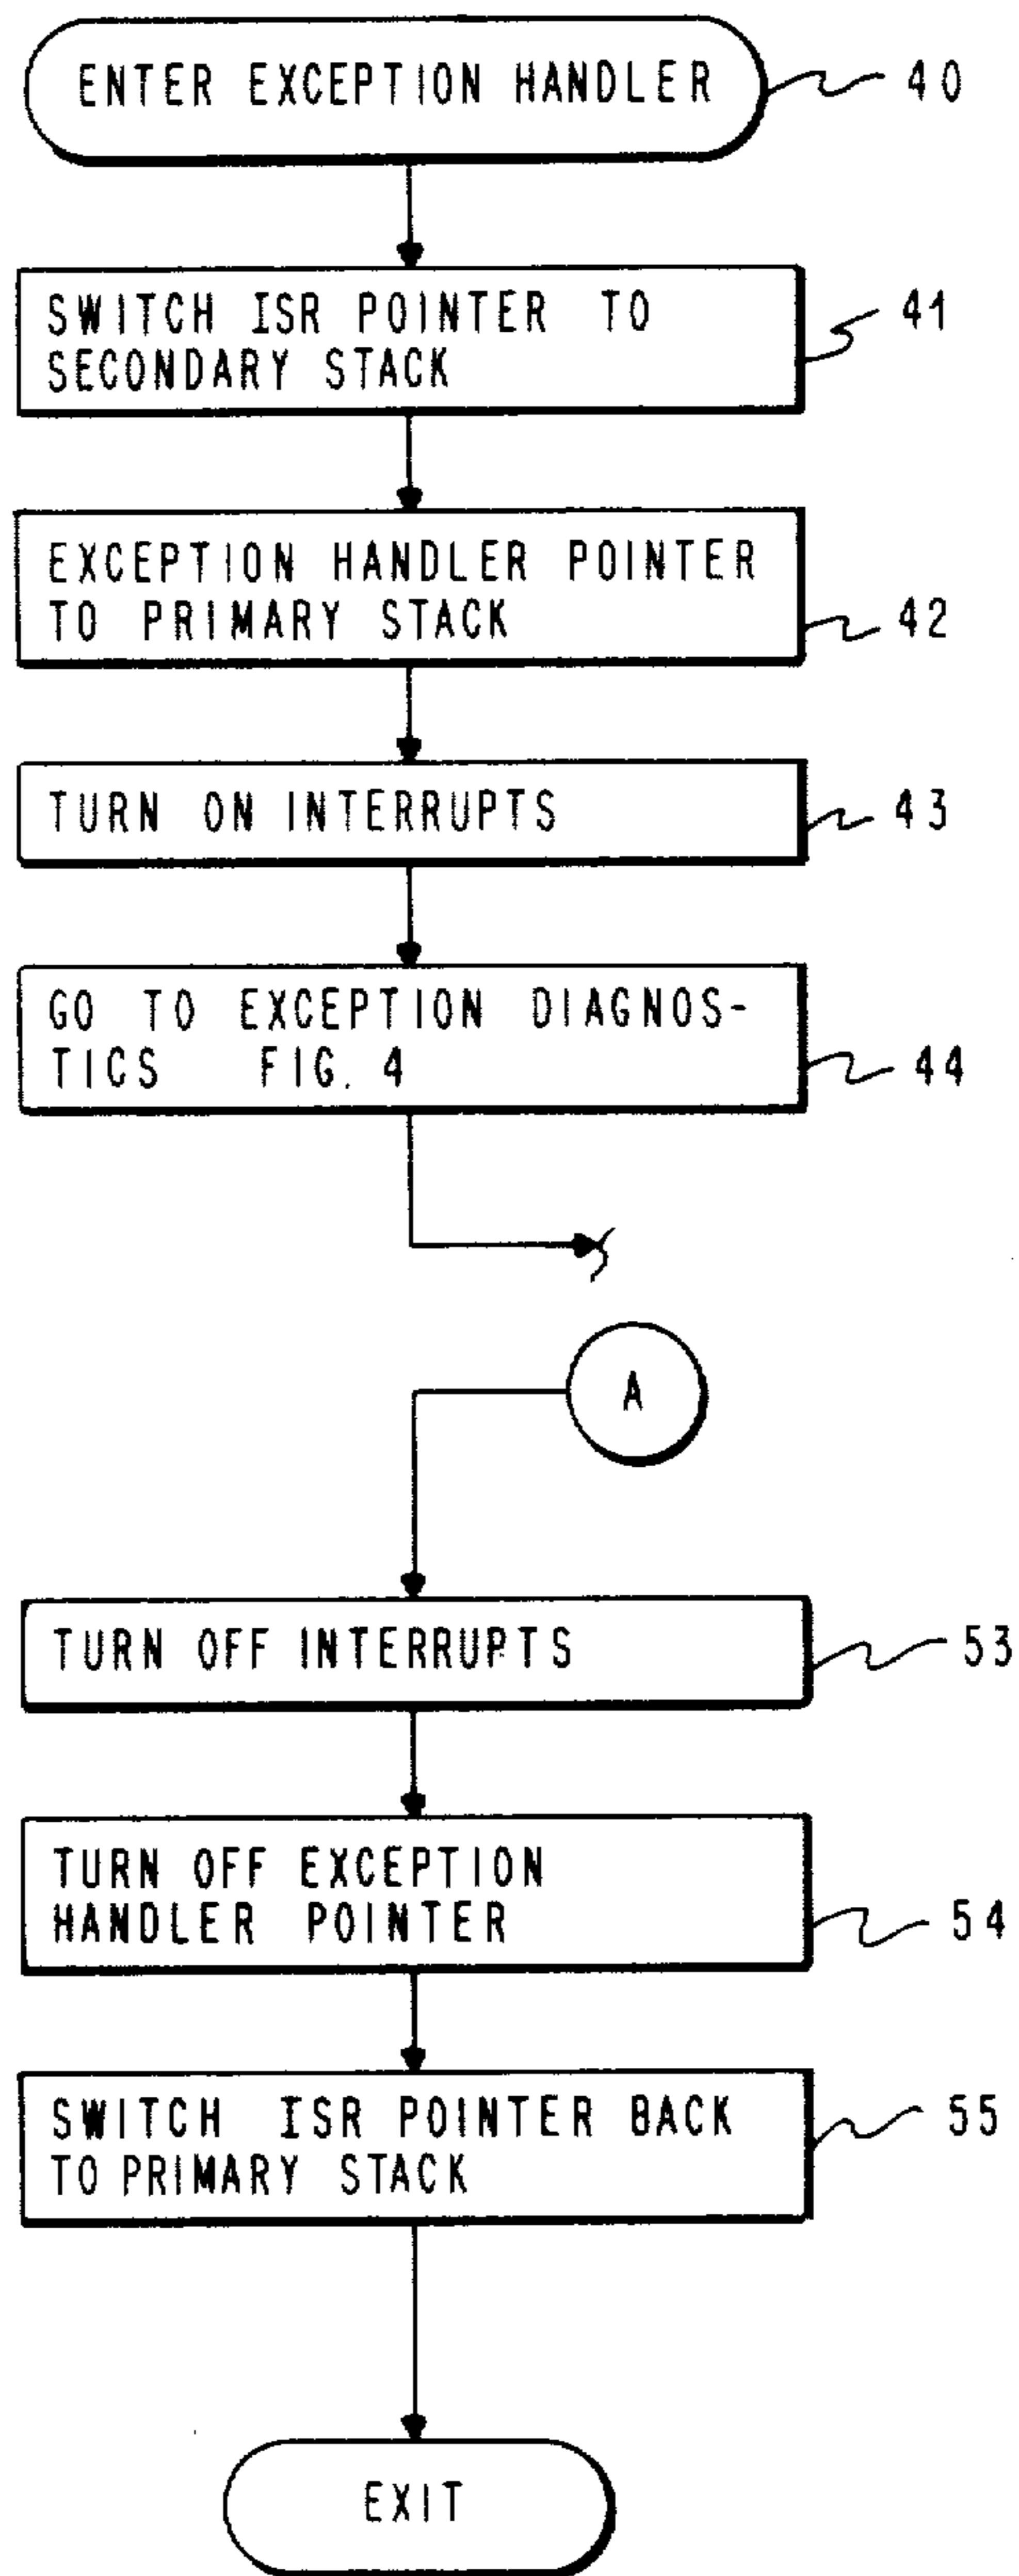 ENTER EXCEPTION HANDLER
40
SWITCH ISR POINTER TO
SECONDARY STACK
41
EXCEPTION HANDLER POINTER
TO PRIMARY STACK
42
TURN ON INTERRUPTS
43
GO TO EXCEPTION DIAGNOS-
TICS FIG. 4
44
A
TURN OFF INTERRUPTS
53
TURN OFF EXCEPTION
HANDLER POINTER
54
SWITCH ISR POINTER BACK
TO PRIMARY STACK
55
EXIT